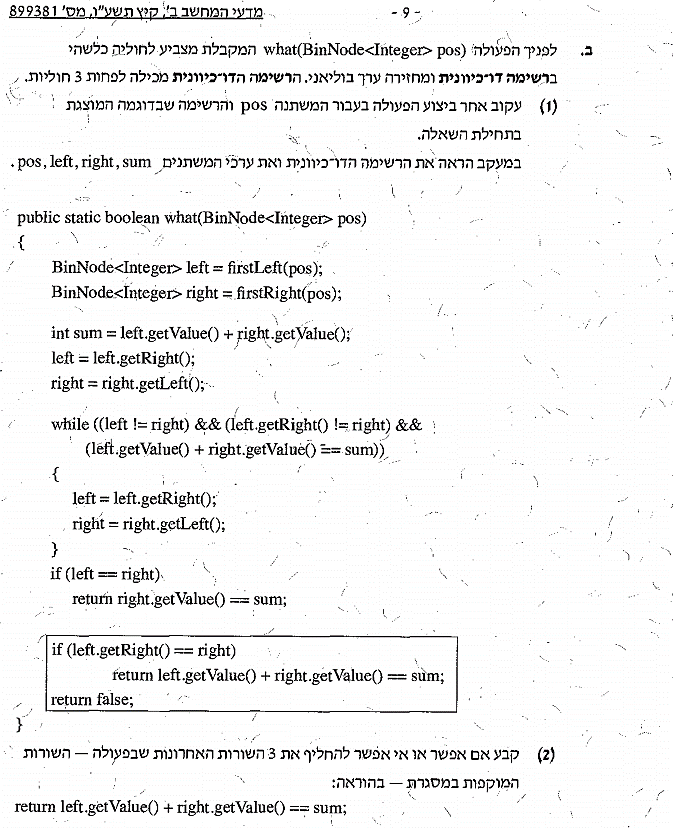 - 9 - מדעי המחשב ב', קיץ תשע"ו, מס' 899381
ב. לפניך הפעולה what(BinNode<Integer> pos) המקבלת מצביע לחוליה כלשהי
ברשימה דו־כיוונית ומחזירה ערך בוליאני. הרשימה הדו־כיוונית מכילה לפחות 3 חוליות.
(1) עקוב אחר ביצוע הפעולה בעבור המשתנה pos והרשימה שבדוגמה המוצגת
בתחילת השאלה.
במעקב הראה את הרשימה הדו־כיוונית ואת ערכי המשתנים pos, left, right, sum .
public static boolean what(BinNode<Integer> pos)
{
BinNode<Integer> left = firstLeft(pos);
BinNode<Integer> right = firstRight(pos);
int sum = left.getValue() + right.getValue();
left = left.getRight();
right = right.getLeft();
while ((left != right) && (left.getRight() != right) &&
(left.getValue() + right.getValue() == sum))
{
left = left.getRight();
right = right.getLeft();
}
if (left == right)
return right.getValue() == sum;
if (left.getRight() == right)
return left.getValue() + right.getValue() == sum;
return false;
}
(2) קבע אם אפשר או אי אפשר להחליף את 3 השורות האחרונות שבפעולה — השורות
המוקפות במסגרת — בהוראה:
return left.getValue() + right.getValue() == sum;